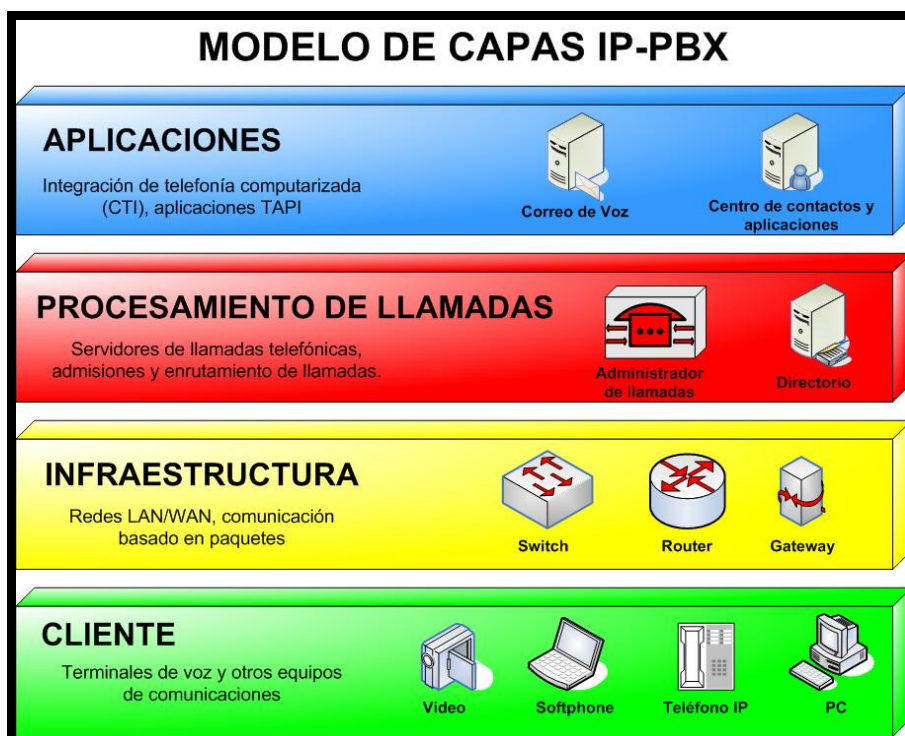 MODELO DE CAPAS IP-PBX
APLICACIONES
Integración de telefonía computarizada
(CTI), aplicaciones TAPI
Correo de Voz
Centro de contactos y
aplicaciones
PROCESAMIENTO DE LLAMADAS
Servidores de llamadas telefónicas,
admisiones y enrutamiento de llamadas.
Administrador
de llamadas
Directorio
INFRAESTRUCTURA
Redes LAN/WAN, comunicación
basado en paquetes
Switch
Router
Gateway
CLIENTE
Terminales de voz y otros equipos
de comunicaciones
Video
Softphone
Teléfono IP
PC